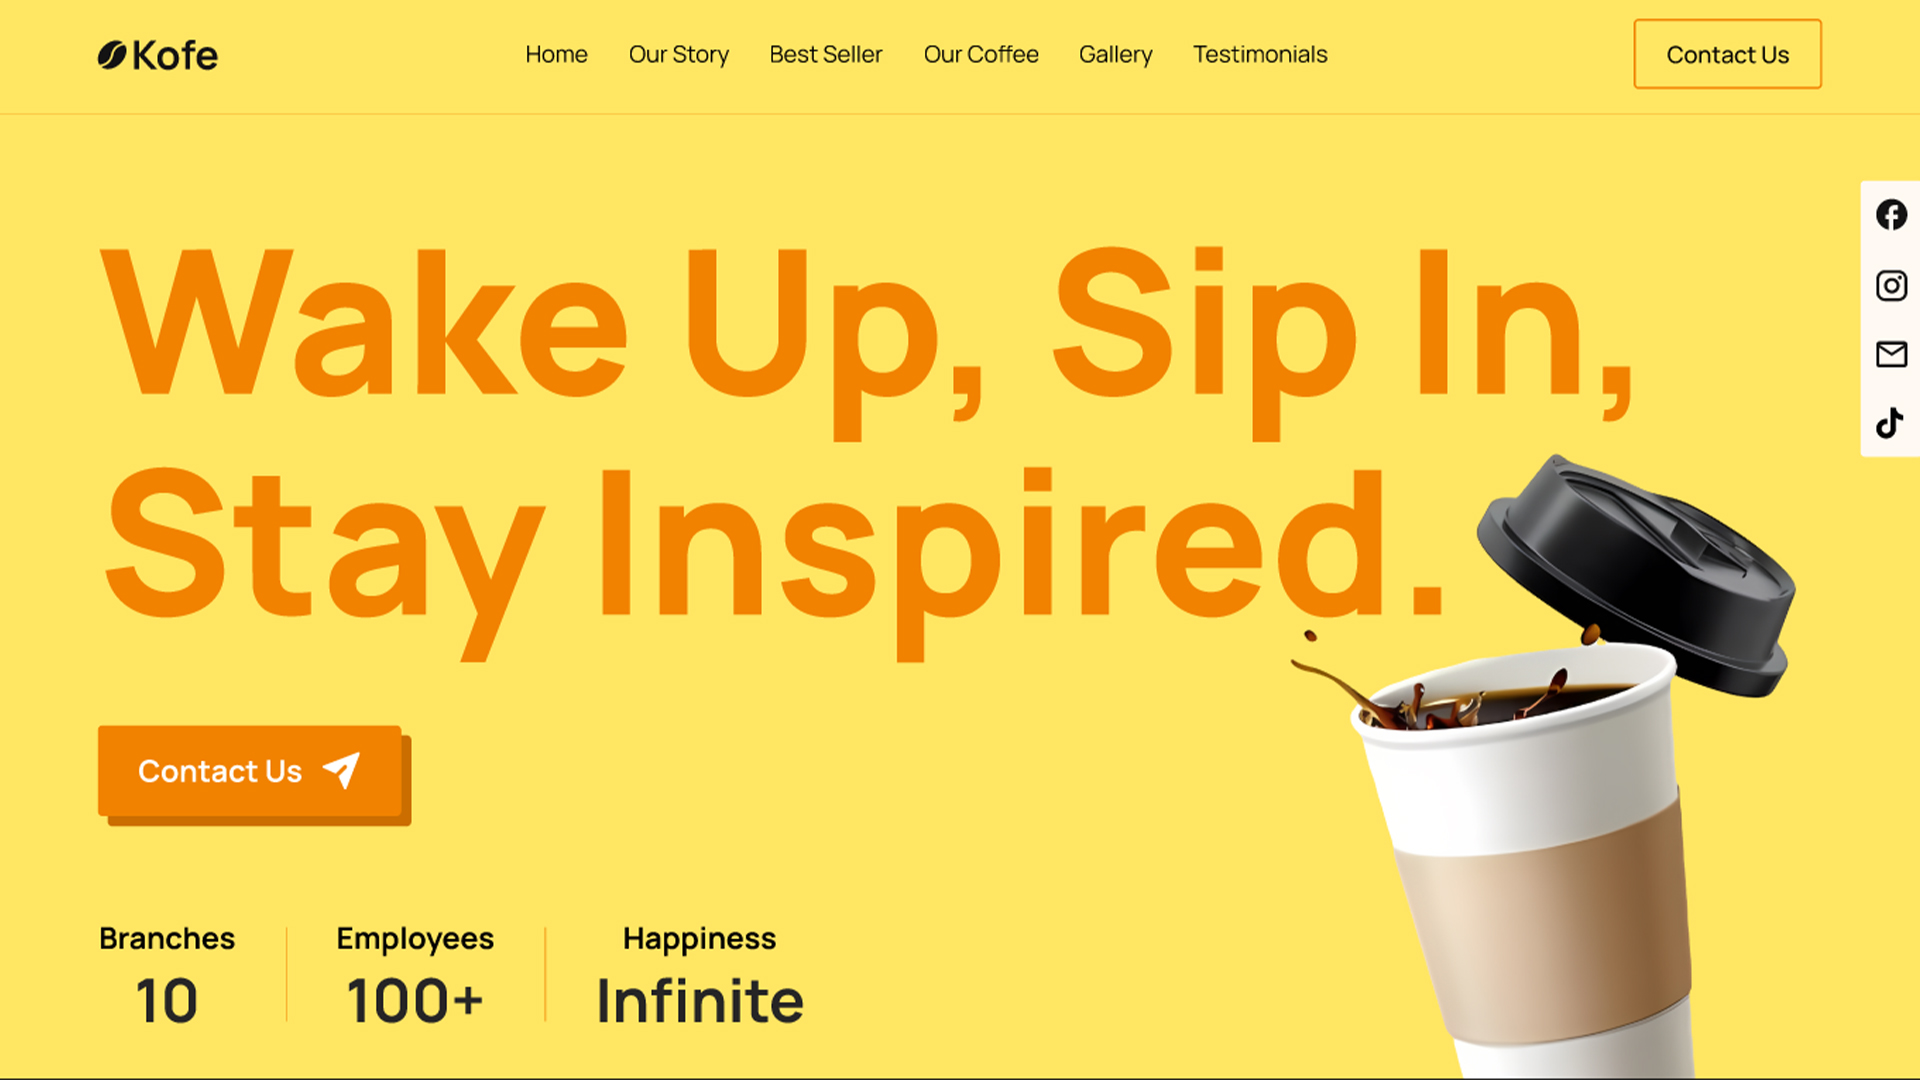 Kofe
Home
Our Story
Best Seller
Our Coffee
Gallery
Testimonials
Contact Us
Wake Up, Sip In,
Stay Inspired.
Contact Us
Branches
10
Employees
100+
Happiness
Infinite